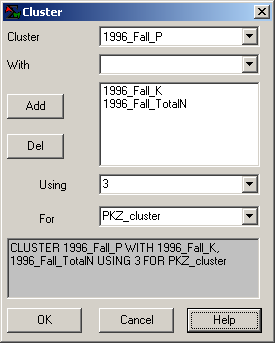 Cluster
Cluster 1996_Fall_P
With
1996_Fall_K
1996_Fall_TotalN
Add
Del
Using 3
For PKZ_cluster
CLUSTER 1996_Fall_P WITH 1996_Fall_K,
1996_Fall_TotalN USING 3 FOR PKZ_cluster
OK Cancel Help